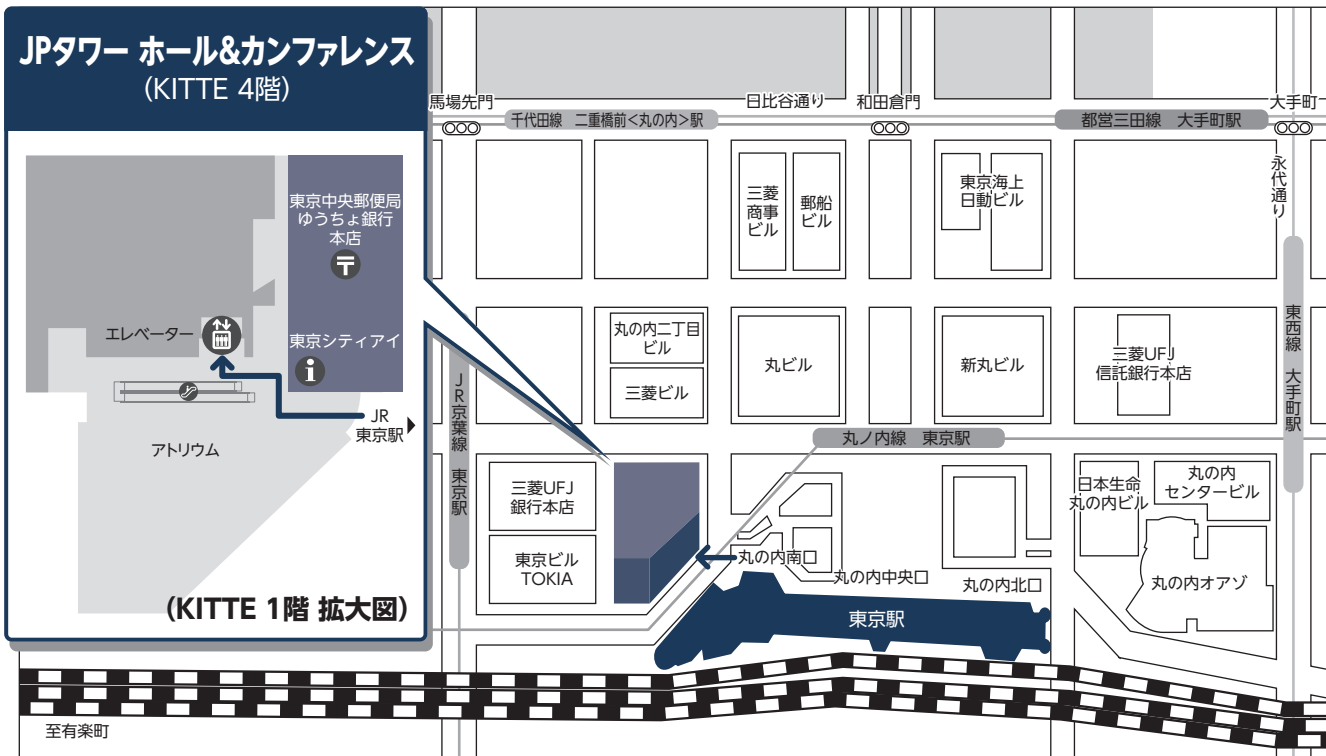 JPタワー ホール&カンファレンス
(KITTE 4階)
東京中央郵便局
ゆうちょ銀行
本店
エレベーター
東京シティアイ
JR
東京駅
アトリウム
(KITTE 1階 拡大図)
馬場先門
日比谷通り
和田倉門
大手町
千代田線 二重橋前<丸の内>駅
都営三田線 大手町駅
永代通り
三菱
商事
ビル
郵船
ビル
東京海上
日動ビル
丸の内二丁目
ビル
三菱ビル
丸ビル
新丸ビル
三菱UFJ
信託銀行本店
東西線 大手町駅
JR京葉線 東京駅
丸ノ内線 東京駅
三菱UFJ
銀行本店
東京ビル
TOKIA
日本生命
丸の内ビル
丸の内
センタービル
丸の内南口
丸の内中央口
丸の内北口
丸の内オアゾ
東京駅
至有楽町